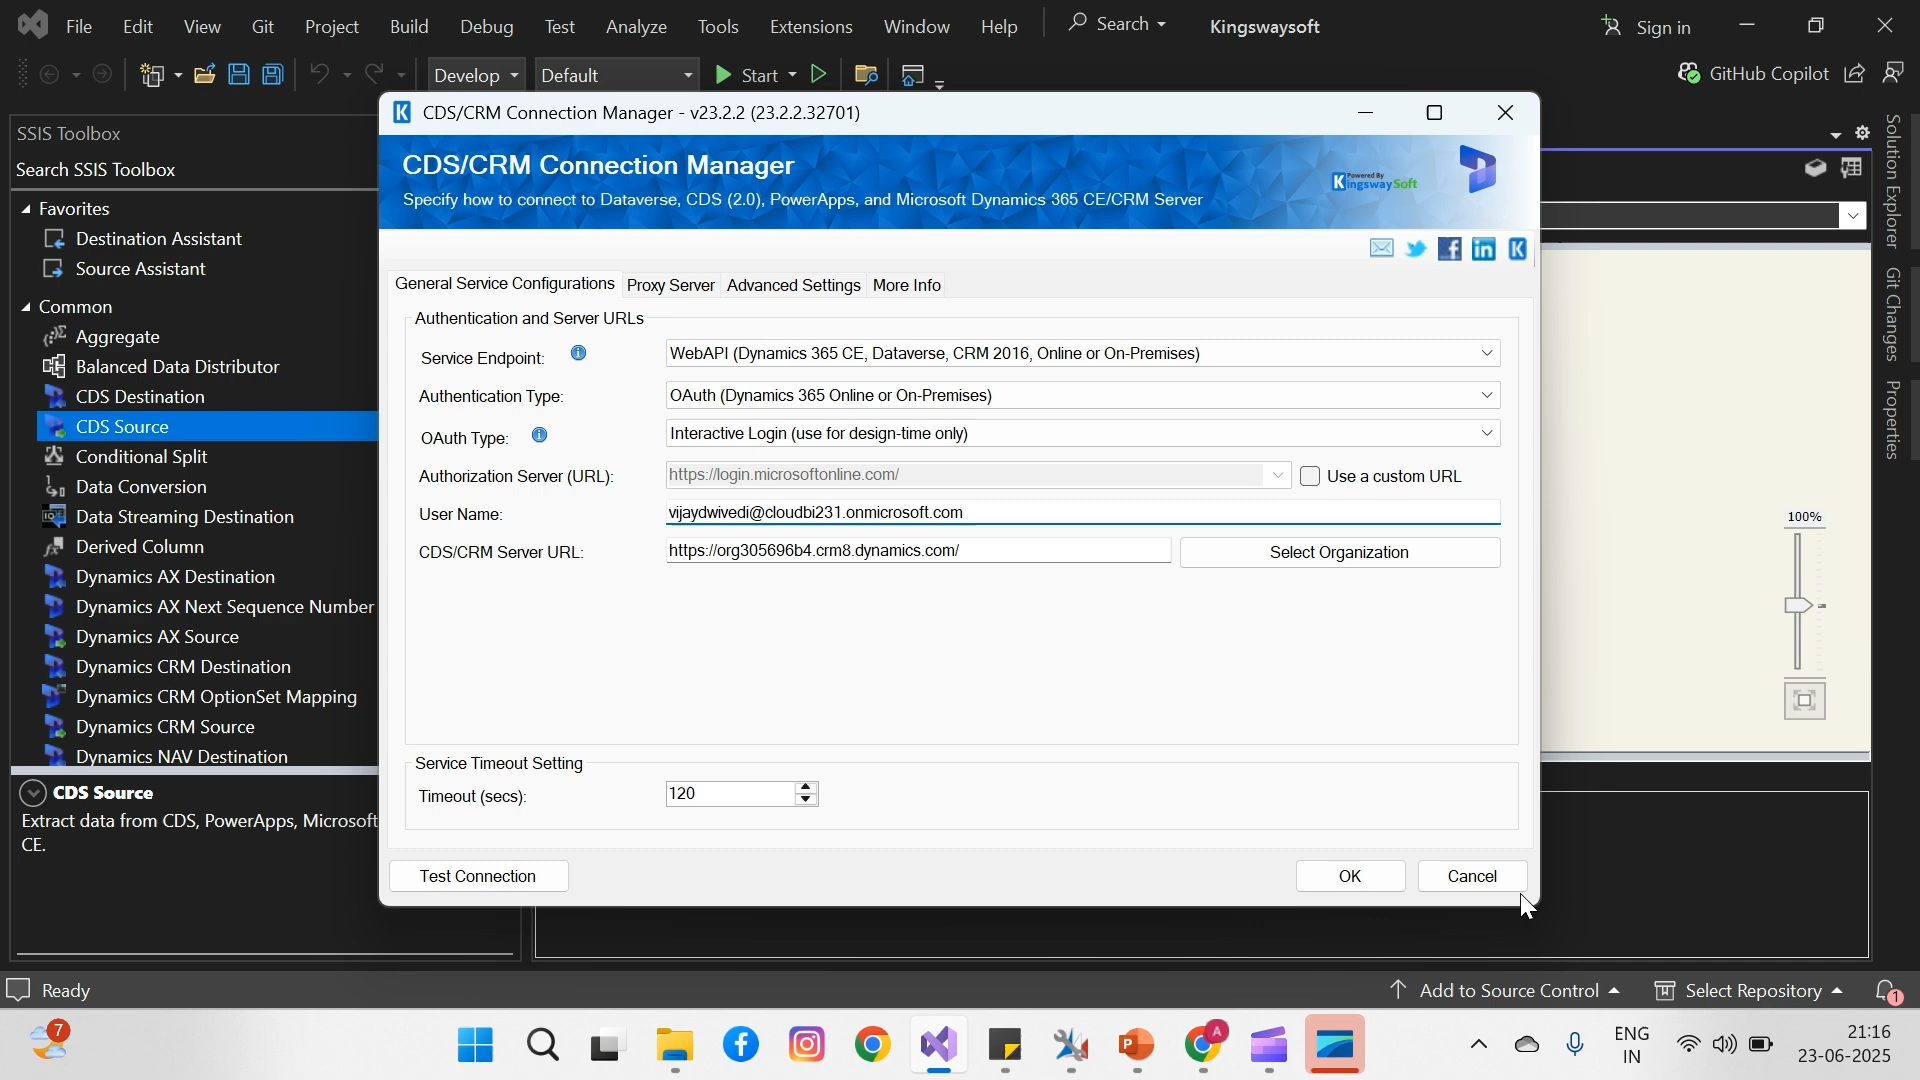 File Edit View Git Project Build Debug Test Analyze Tools Extensions Window Help Search Kingswaysoft Sign in
Develop Default Start GitHub Copilot
SSIS Toolbox
Search SSIS Toolbox
Favorites
Destination Assistant
Source Assistant
Common
Aggregate
Balanced Data Distributor
CDS Destination
CDS Source
Conditional Split
Data Conversion
Data Streaming Destination
Derived Column
Dynamics AX Destination
Dynamics AX Next Sequence Number
Dynamics AX Source
Dynamics CRM Destination
Dynamics CRM OptionSet Mapping
Dynamics CRM Source
Dynamics NAV Destination
CDS Source
Extract data from CDS, PowerApps, Microsoft
CE.
CDS/CRM Connection Manager - v23.2.2 (23.2.2.32701)
CDS/CRM Connection Manager
Specify how to connect to Dataverse, CDS (2.0), PowerApps, and Microsoft Dynamics 365 CE/CRM Server
Powered By
KingswaySoft
General Service Configurations Proxy Server Advanced Settings More Info
Authentication and Server URLs
Service Endpoint: WebAPI (Dynamics 365 CE, Dataverse, CRM 2016, Online or On-Premises)
Authentication Type: OAuth (Dynamics 365 Online or On-Premises)
OAuth Type: Interactive Login (use for design-time only)
Authorization Server (URL): https://login.microsoftonline.com/ Use a custom URL
User Name: vijaydwivedi@cloudbi231.onmicrosoft.com
CDS/CRM Server URL: https://org305696b4.crm8.dynamics.com/ Select Organization
Service Timeout Setting
Timeout (secs): 120
Test Connection OK Cancel
Solution Explorer
Git Changes
Properties
100%
Ready Add to Source Control Select Repository 1
7
A
P
ENG
IN
21:16
23-06-2025